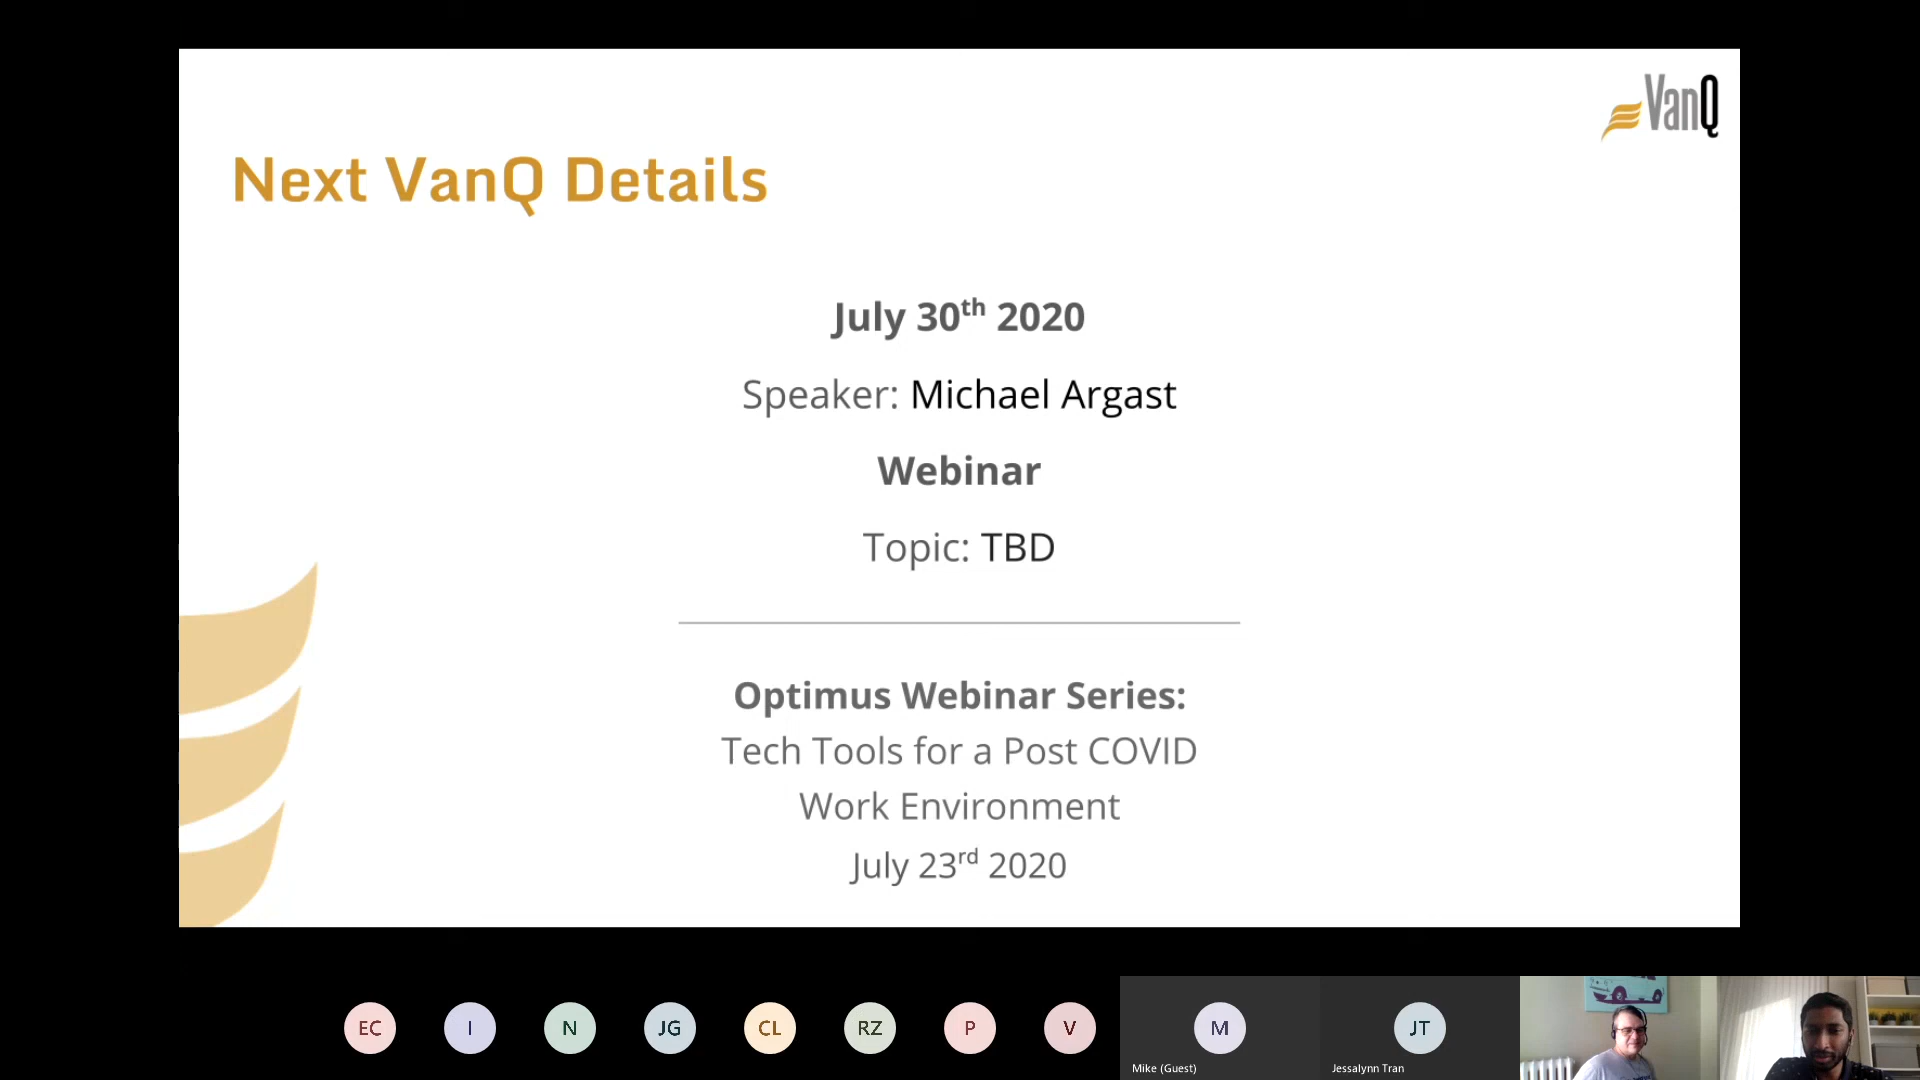 VanQ
Next VanQ Details
July 30th 2020
Speaker: Michael Argast
Webinar
Topic: TBD
Optimus Webinar Series:
Tech Tools for a Post COVID
Work Environment
July 23rd 2020
EC I N JG CL RZ P V M JT
Mike (Guest) Jessalynn Tran